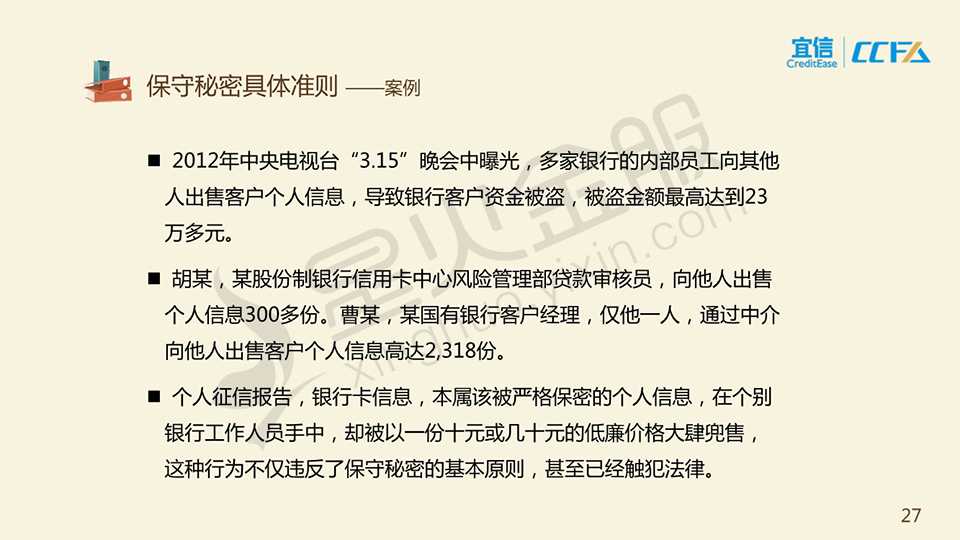 宜信
CreditEase
CCFA
保守秘密具体准则 ——案例
■ 2012年中央电视台“3.15”晚会中曝光，多家银行的内部员工向其他
人出售客户个人信息，导致银行客户资金被盗，被盗金额最高达到23
万多元。
■ 胡某，某股份制银行信用卡中心风险管理部贷款审核员，向他人出售
个人信息300多份。曹某，某国有银行客户经理，仅他一人，通过中介
向他人出售客户个人信息高达2,318份。
■ 个人征信报告，银行卡信息，本属该被严格保密的个人信息，在个别
银行工作人员手中，却被以一份十元或几十元的低廉价格大肆兜售，
这种行为不仅违反了保守秘密的基本原则，甚至已经触犯法律。
星火金服
xinghuo.yixin.com
27